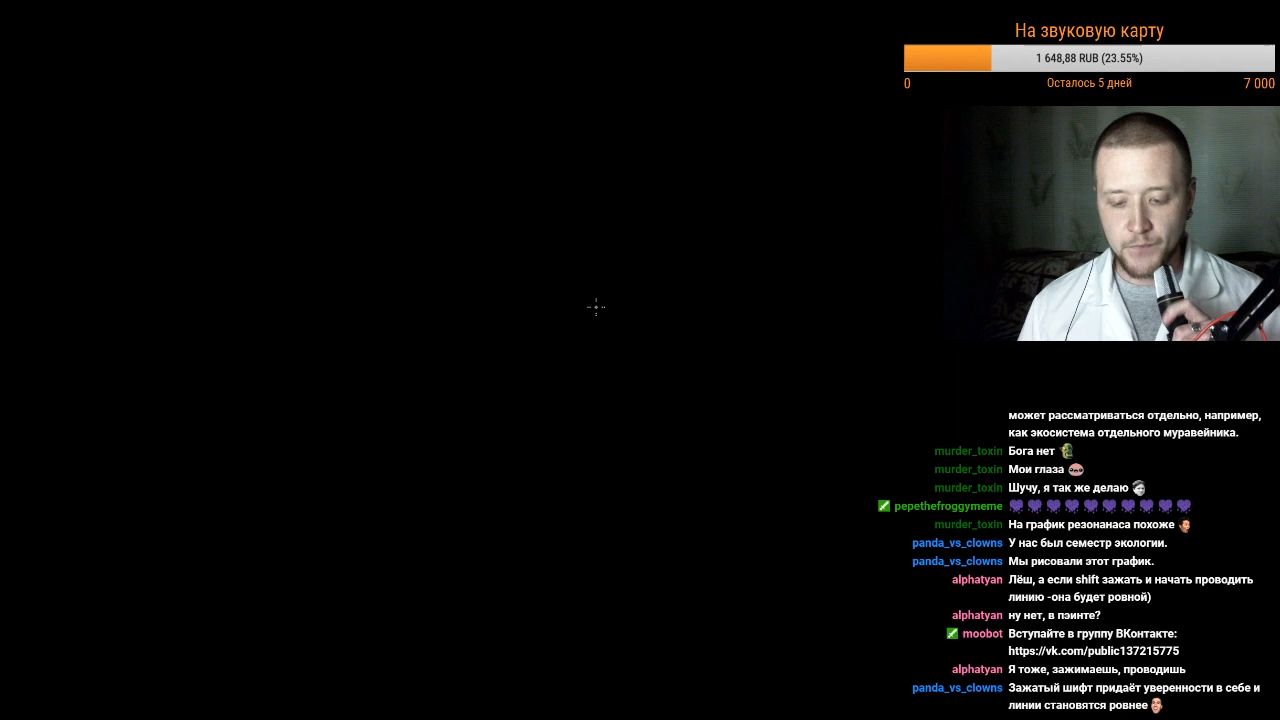 На звуковую карту
1 648,88 RUB (23.55%)
0 Осталось 5 дней 7 000
может рассматриваться отдельно, например,
как экосистема отдельного муравейника.
murder_toxin Бога нет
murder_toxin Мои глаза
murder_toxin Шучу, я так же делаю
pepethefroggymeme
murder_toxin На график резонанаса похоже
panda_vs_clowns У нас был семестр экологии.
panda_vs_clowns Мы рисовали этот график.
alphatyan Лёш, а если shift зажать и начать проводить
линию -она будет ровной)
alphatyan ну нет, в пэинте?
moobot Вступайте в группу ВКонтакте:
https://vk.com/public137215775
alphatyan Я тоже, зажимаешь, проводишь
panda_vs_clowns Зажатый шифт придаёт уверенности в себе и
линии становятся ровнее